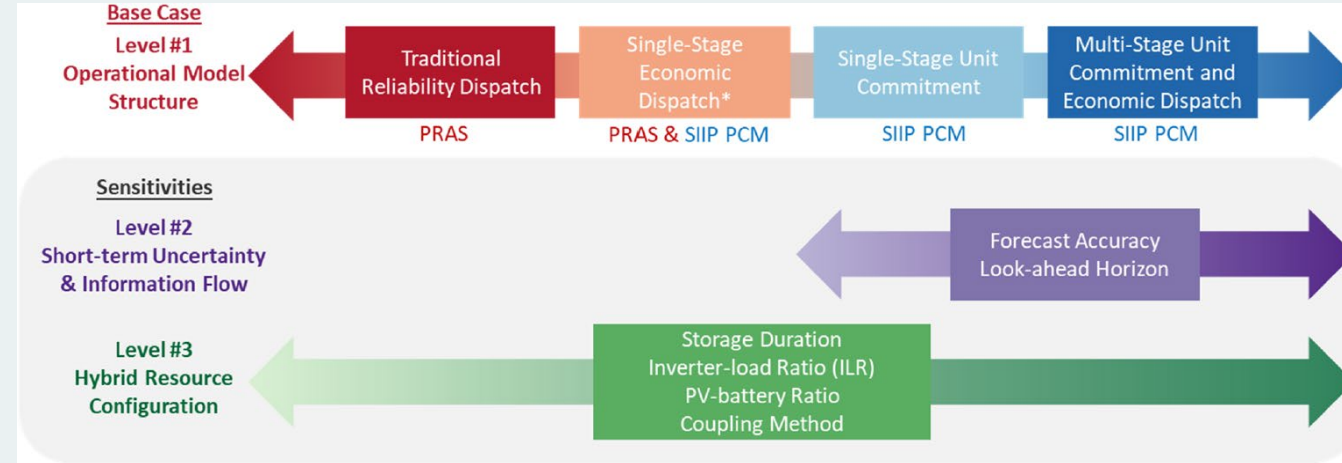 Base Case
Level #1
Operational Model
Structure
Traditional
Reliability Dispatch
PRAS
Single-Stage
Economic
Dispatch*
PRAS & SIIP PCM
Single-Stage Unit
Commitment
SIIP PCM
Multi-Stage Unit
Commitment and
Economic Dispatch
SIIP PCM
Sensitivities
Level #2
Short-term Uncertainty
& Information Flow
Forecast Accuracy
Look-ahead Horizon
Level #3
Hybrid Resource
Configuration
Storage Duration
Inverter-load Ratio (ILR)
PV-battery Ratio
Coupling Method